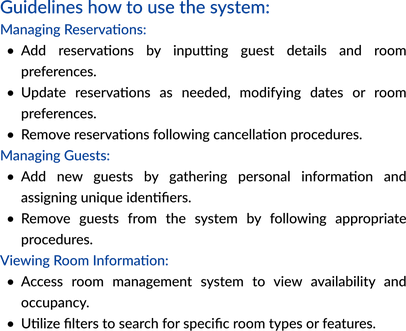 Guidelines how to use the system:
Managing Reservations:
• Add reservations by inputting guest details and room
preferences.
• Update reservations as needed, modifying dates or room
preferences.
• Remove reservations following cancellation procedures.
Managing Guests:
• Add new guests by gathering personal information and
assigning unique identifiers.
• Remove guests from the system by following appropriate
procedures.
Viewing Room Information:
• Access room management system to view availability and
occupancy.
• Utilize filters to search for specific room types or features.